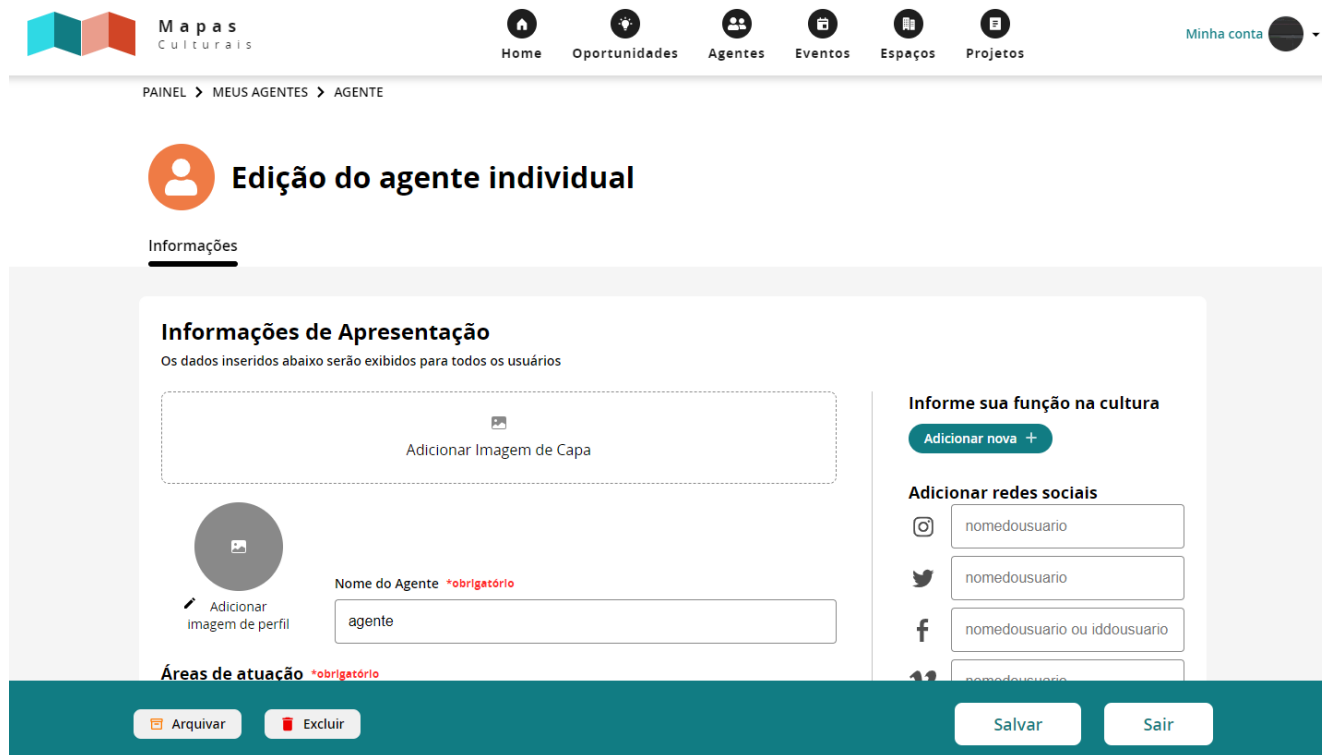 Mapas
Culturais
Home
Oportunidades
Agentes
Eventos
Espaços
Projetos
Minha conta
PAINEL > MEUS AGENTES > AGENTE
Edição do agente individual
Informações
Informações de Apresentação
Os dados inseridos abaixo serão exibidos para todos os usuários
Adicionar Imagem de Capa
Adicionar
imagem de perfil
Nome do Agente *obrigatório
agente
Áreas de atuação *obrigatório
Informe sua função na cultura
Adicionar nova +
Adicionar redes sociais
nomedousuario
nomedousuario
nomedousuario ou iddousuario
nomedousuario
Arquivar
Excluir
Salvar
Sair